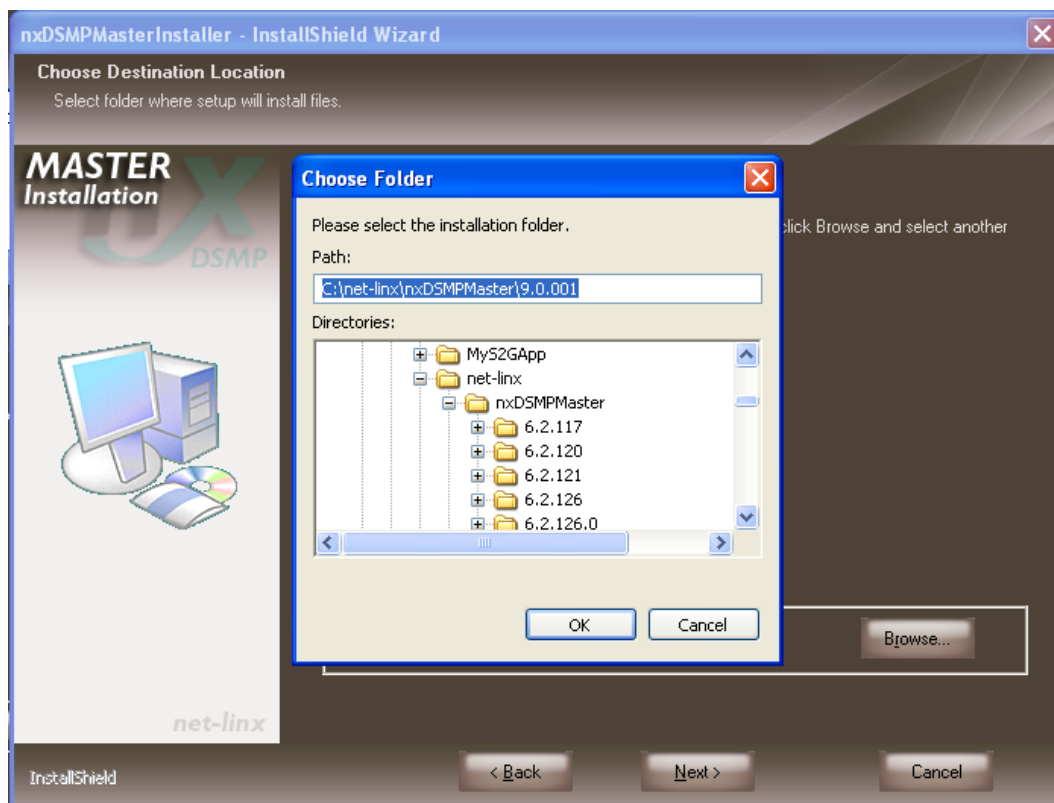 nxDSMPMasterInstaller - InstallShield Wizard
Choose Destination Location
Select folder where setup will install files.
MASTER
Installation
nX
DSMP
Choose Folder
Please select the installation folder.
click Browse and select another
Path:
C:\net-linx\nxDSMPMaster\9.0.001
Directories:
MyS2GApp
net-linx
nxDSMPMaster
6.2.117
6.2.120
6.2.121
6.2.126
6.2.126.0
OK
Cancel
Browse...
net-linx
InstallShield
< Back
Next >
Cancel